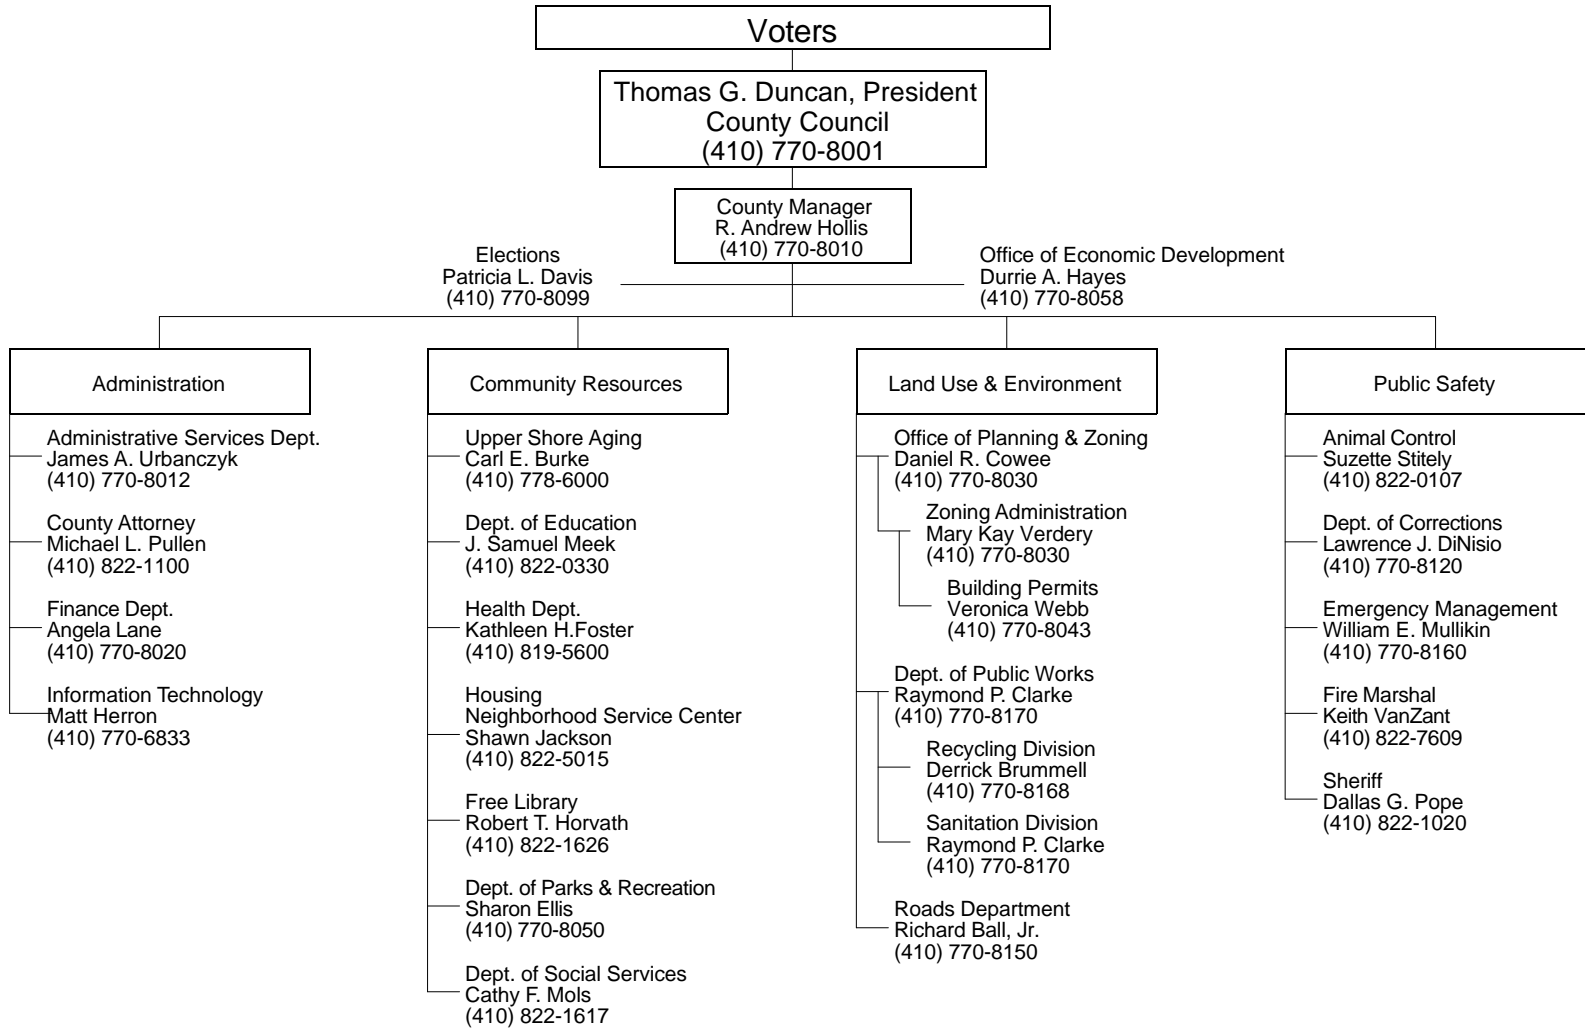 Voters
Thomas G. Duncan, President
County Council
(410) 770-8001
County Manager
R. Andrew Hollis
(410) 770-8010
Elections
Patricia L. Davis
(410) 770-8099
Office of Economic Development
Durrie A. Hayes
(410) 770-8058
Administration
Administrative Services Dept.
James A. Urbanczyk
(410) 770-8012
County Attorney
Michael L. Pullen
(410) 822-1100
Finance Dept.
Angela Lane
(410) 770-8020
Information Technology
Matt Herron
(410) 770-6833
Community Resources
Upper Shore Aging
Carl E. Burke
(410) 778-6000
Dept. of Education
J. Samuel Meek
(410) 822-0330
Health Dept.
Kathleen H.Foster
(410) 819-5600
Housing
Neighborhood Service Center
Shawn Jackson
(410) 822-5015
Free Library
Robert T. Horvath
(410) 822-1626
Dept. of Parks & Recreation
Sharon Ellis
(410) 770-8050
Dept. of Social Services
Cathy F. Mols
(410) 822-1617
Land Use & Environment
Office of Planning & Zoning
Daniel R. Cowee
(410) 770-8030
Zoning Administration
Mary Kay Verdery
(410) 770-8030
Building Permits
Veronica Webb
(410) 770-8043
Dept. of Public Works
Raymond P. Clarke
(410) 770-8170
Recycling Division
Derrick Brummell
(410) 770-8168
Sanitation Division
Raymond P. Clarke
(410) 770-8170
Roads Department
Richard Ball, Jr.
(410) 770-8150
Public Safety
Animal Control
Suzette Stitely
(410) 822-0107
Dept. of Corrections
Lawrence J. DiNisio
(410) 770-8120
Emergency Management
William E. Mullikin
(410) 770-8160
Fire Marshal
Keith VanZant
(410) 822-7609
Sheriff
Dallas G. Pope
(410) 822-1020